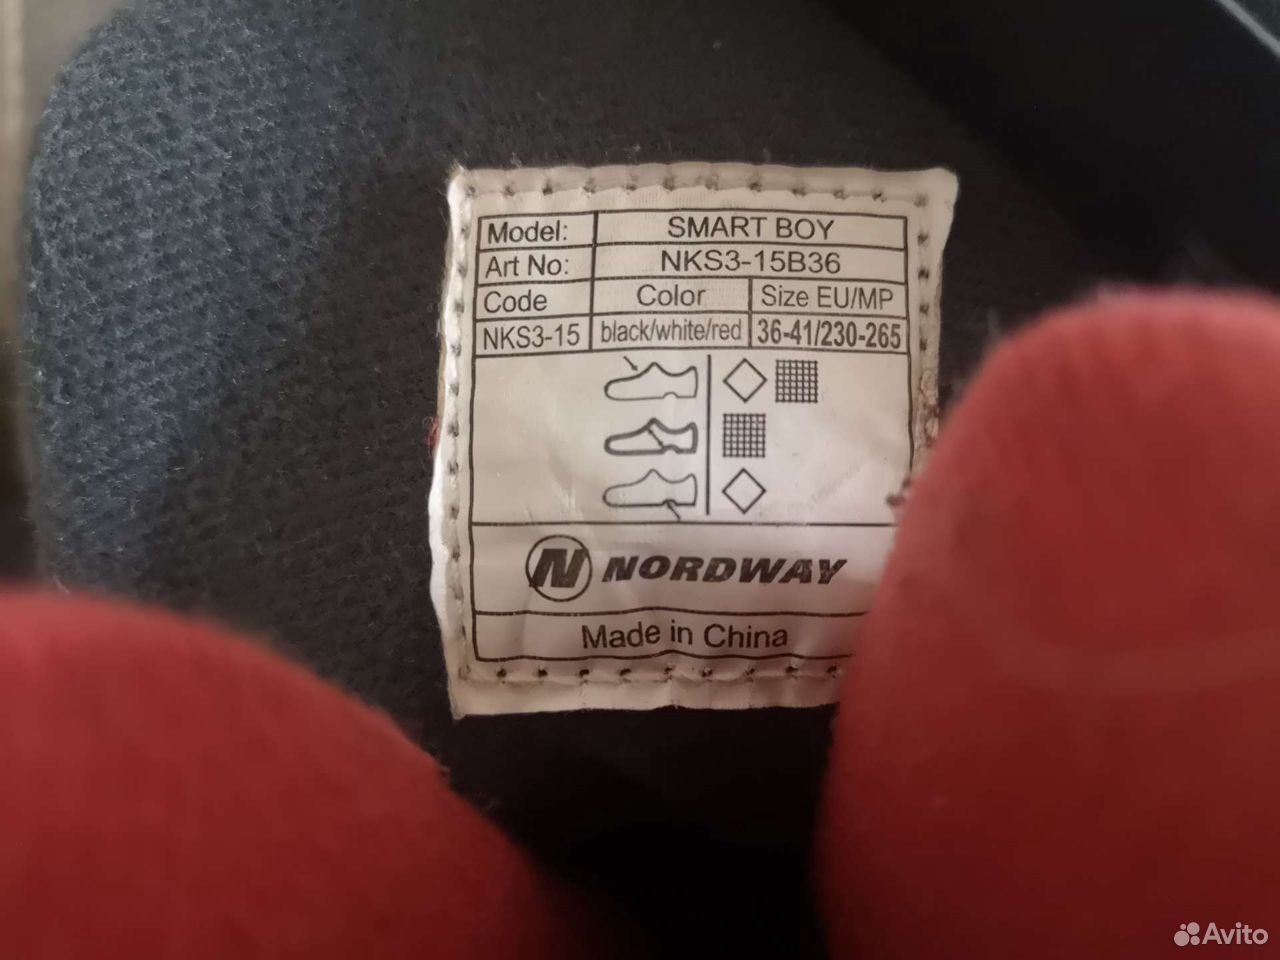 Model: SMART BOY
Art No: NKS3-15B36
Code Color Size EU/MP
NKS3-15 black/white/red 36-41/230-265
N NORDWAY
Made in China
Avito